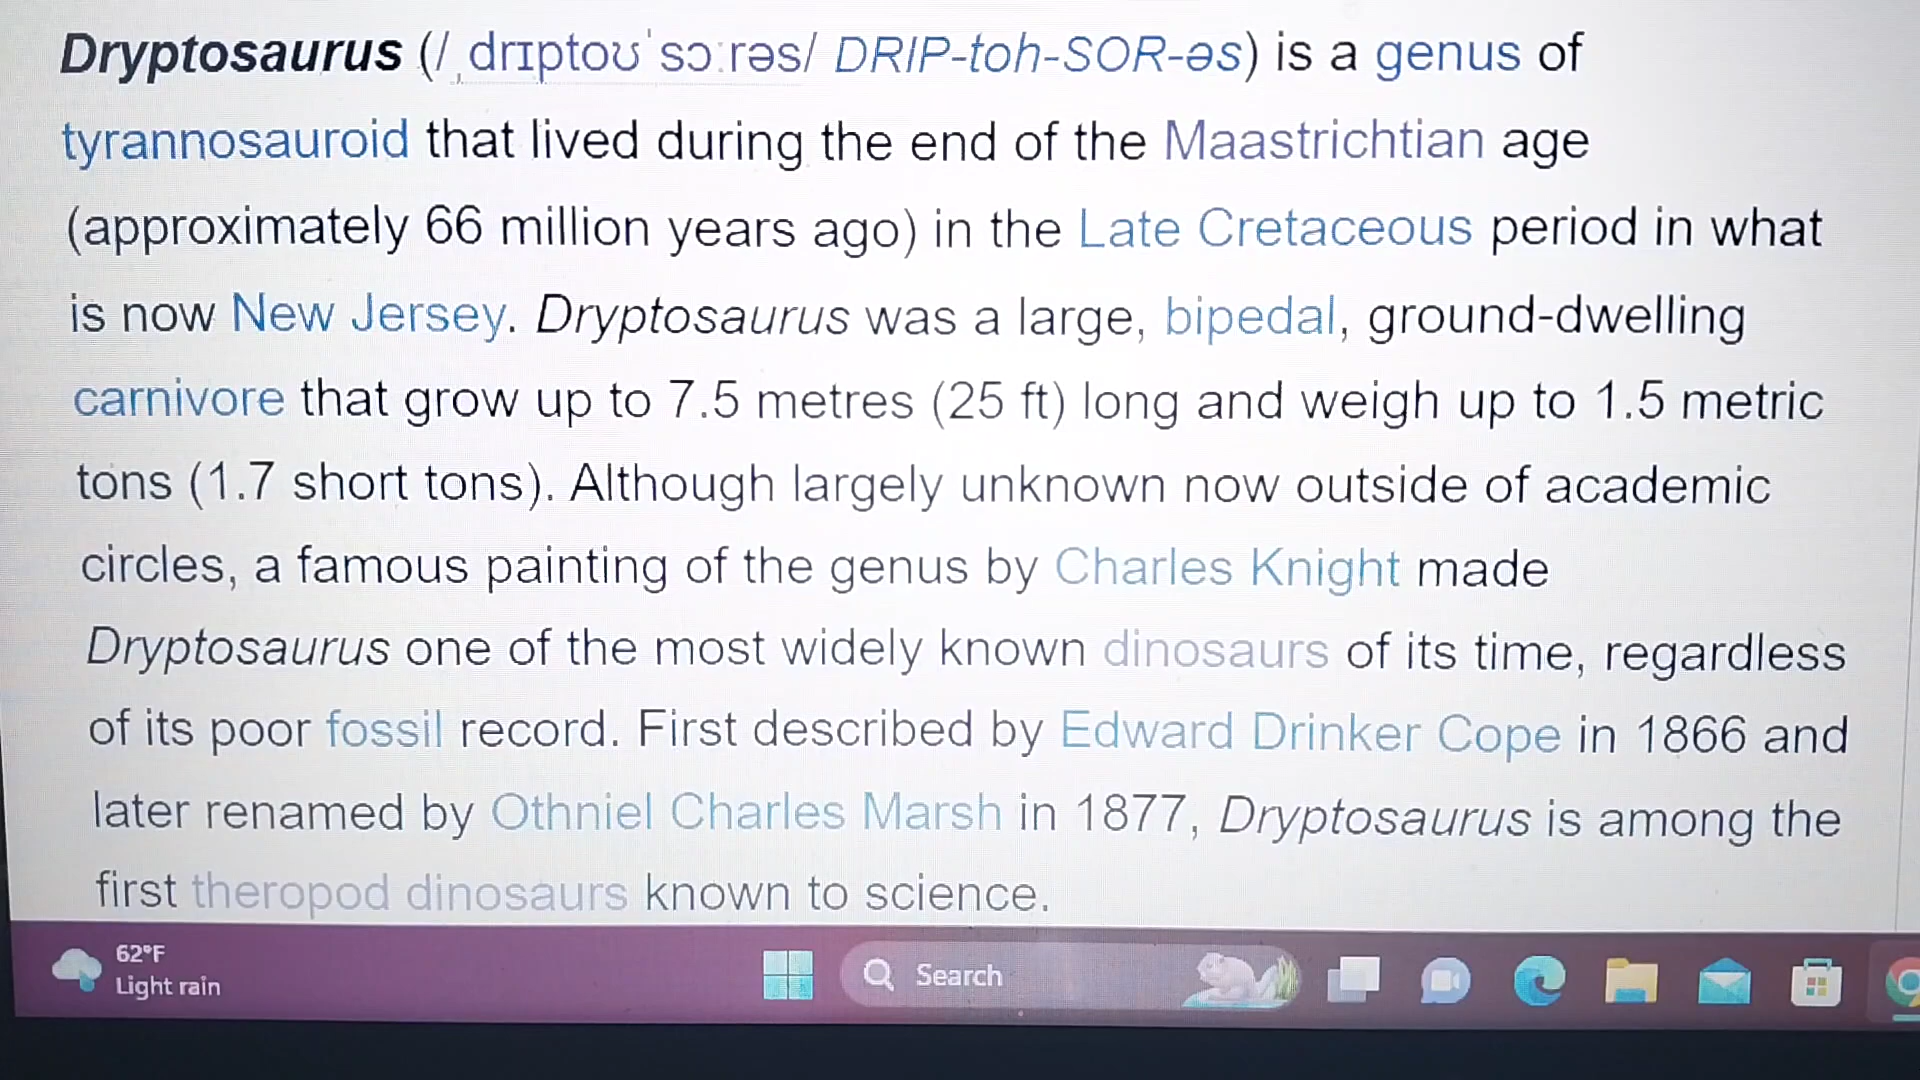 Dryptosaurus (/ˌdrɪptoʊˈsɔːrəs/ DRIP-toh-SOR-əs) is a genus of
tyrannosauroid that lived during the end of the Maastrichtian age
(approximately 66 million years ago) in the Late Cretaceous period in what
is now New Jersey. Dryptosaurus was a large, bipedal, ground-dwelling
carnivore that grow up to 7.5 metres (25 ft) long and weigh up to 1.5 metric
tons (1.7 short tons). Although largely unknown now outside of academic
circles, a famous painting of the genus by Charles Knight made
Dryptosaurus one of the most widely known dinosaurs of its time, regardless
of its poor fossil record. First described by Edward Drinker Cope in 1866 and
later renamed by Othniel Charles Marsh in 1877, Dryptosaurus is among the
first theropod dinosaurs known to science.
62°F
Light rain
Search